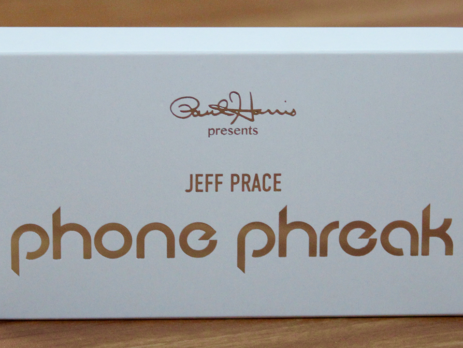 Paul Harris
presents
JEFF PRACE
phone phreak